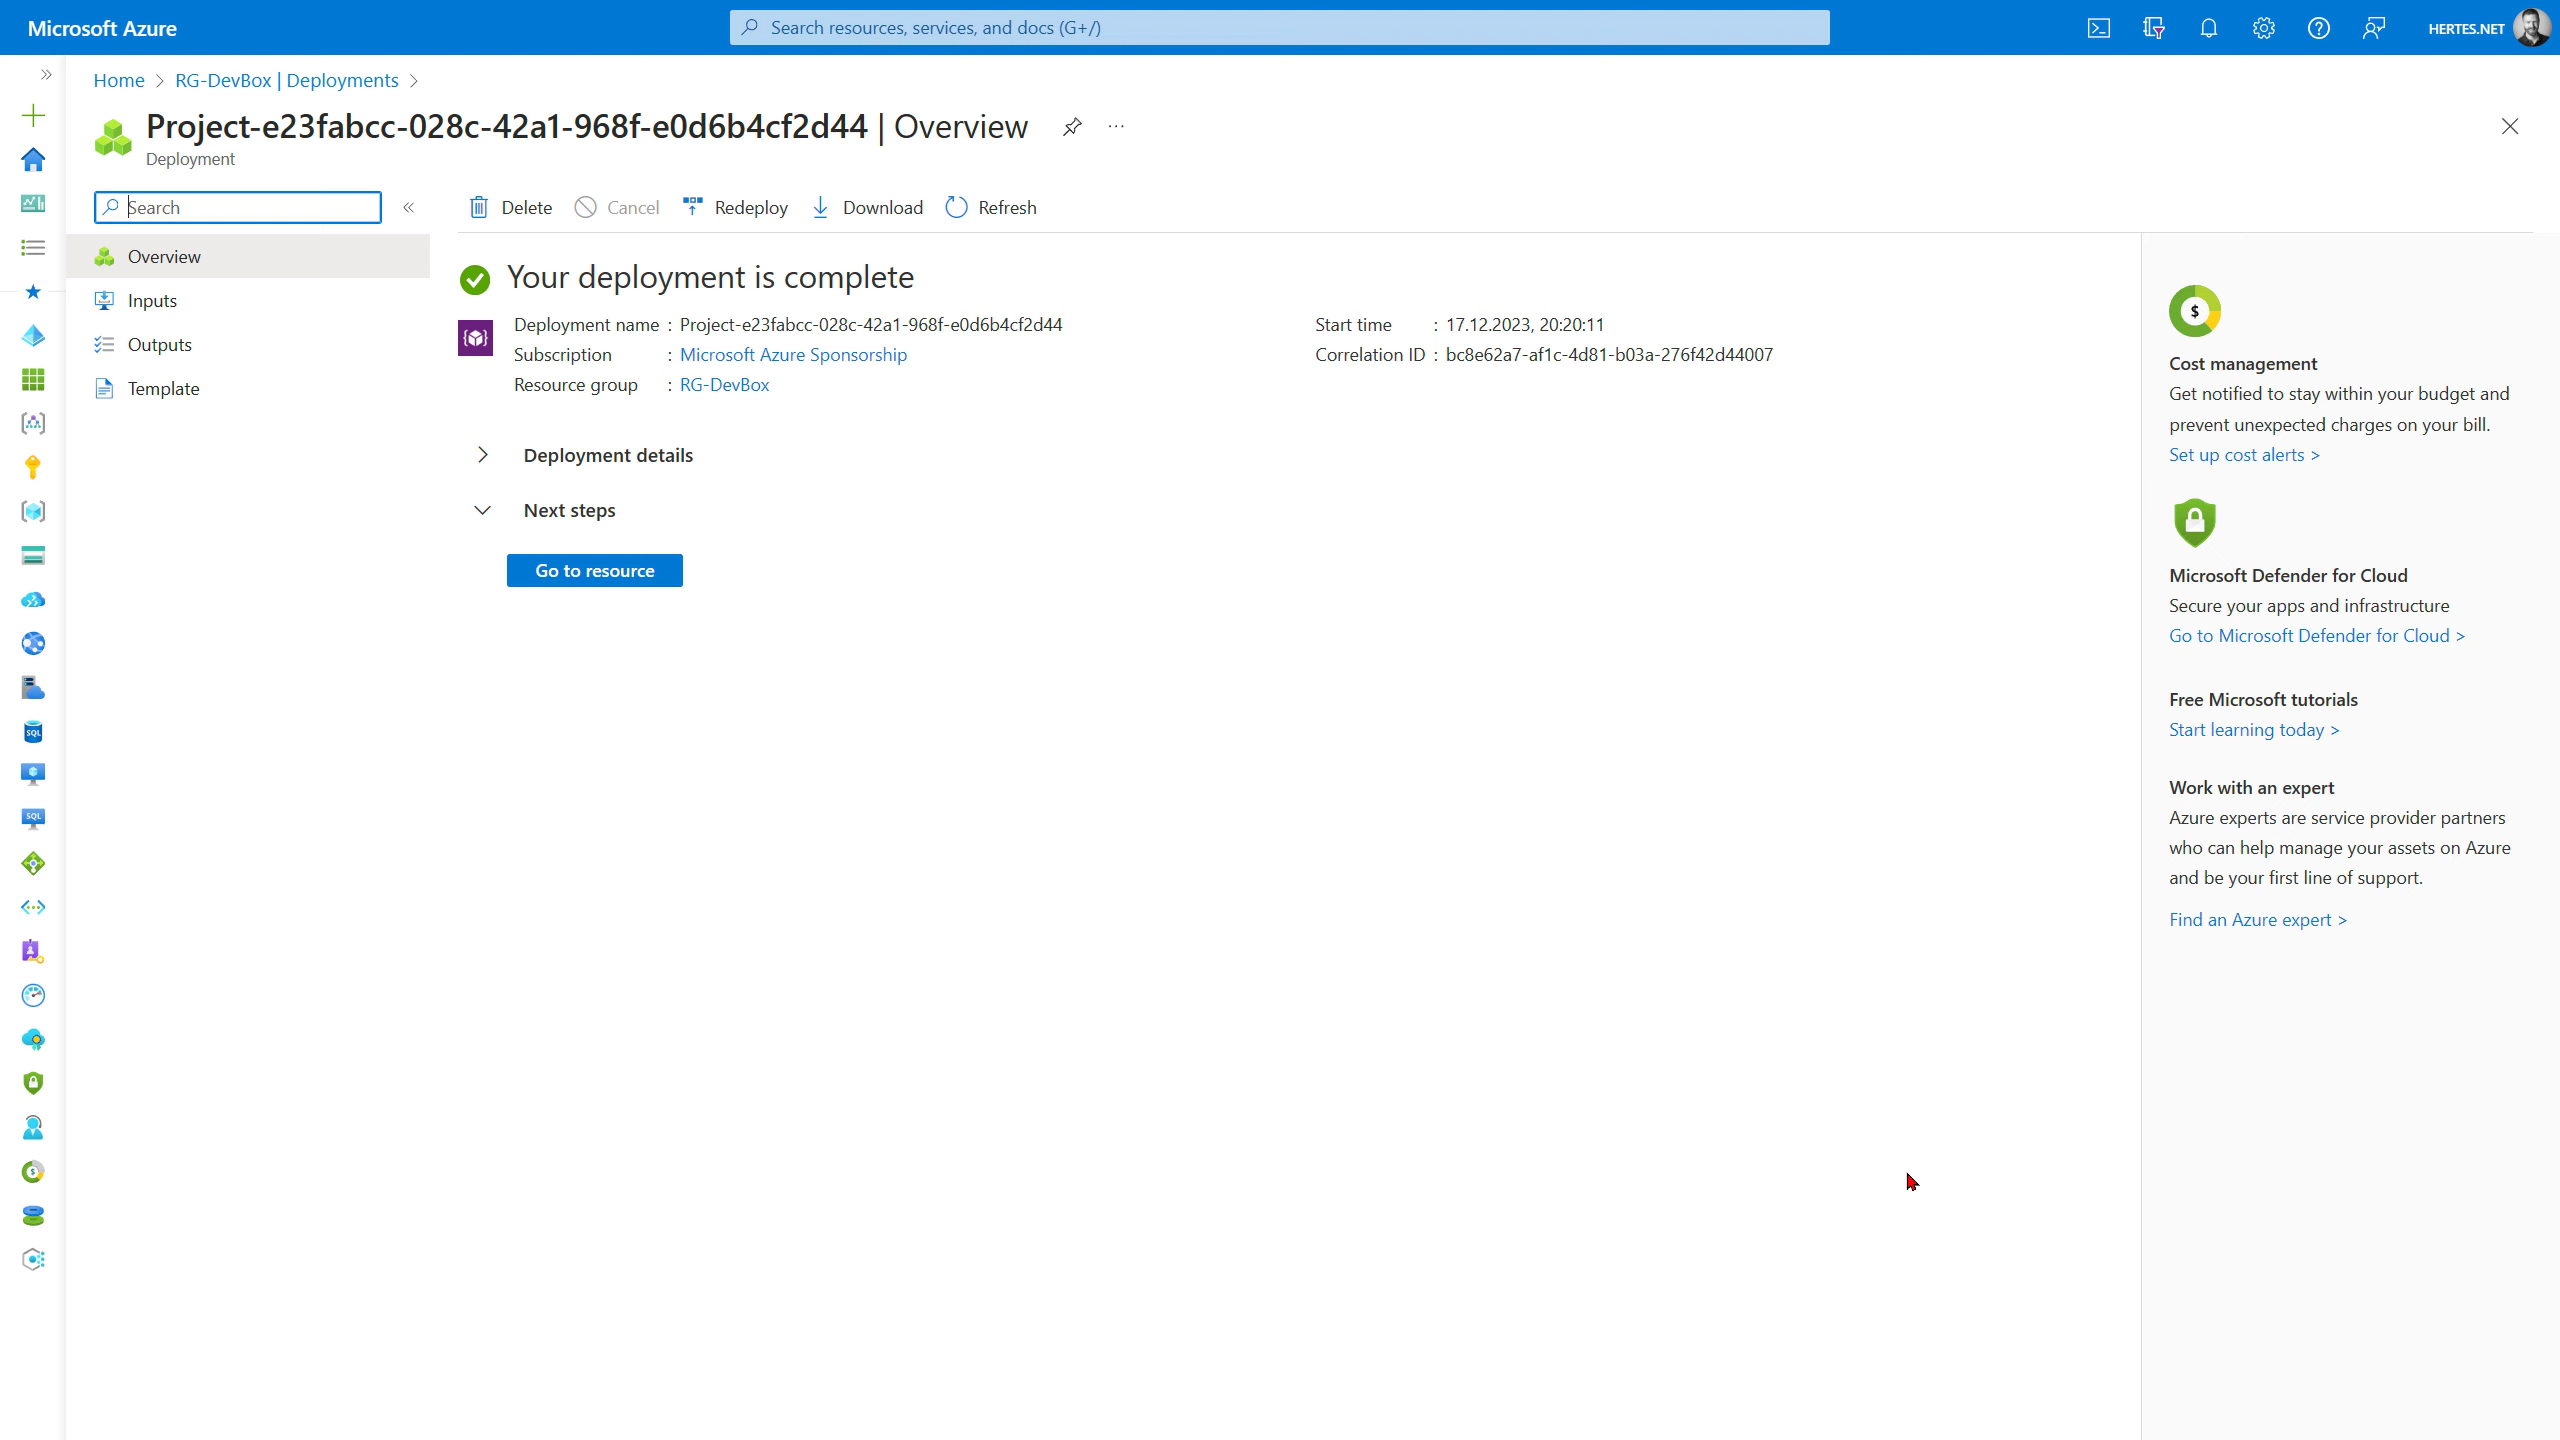 Microsoft Azure
Search resources, services, and docs (G+/)
HERTES.NET
Home > RG-DevBox | Deployments >
Project-e23fabcc-028c-42a1-968f-e0d6b4cf2d44 | Overview
Deployment
Search
Delete Cancel Redeploy Download Refresh
Overview
Inputs
Outputs
Template
Your deployment is complete
Deployment name : Project-e23fabcc-028c-42a1-968f-e0d6b4cf2d44
Subscription : Microsoft Azure Sponsorship
Resource group : RG-DevBox
Start time : 17.12.2023, 20:20:11
Correlation ID : bc8e62a7-af1c-4d81-b03a-276f42d44007
Deployment details
Next steps
Go to resource
Cost management
Get notified to stay within your budget and
prevent unexpected charges on your bill.
Set up cost alerts >
Microsoft Defender for Cloud
Secure your apps and infrastructure
Go to Microsoft Defender for Cloud >
Free Microsoft tutorials
Start learning today >
Work with an expert
Azure experts are service provider partners
who can help manage your assets on Azure
and be your first line of support.
Find an Azure expert >
SQL
SQL